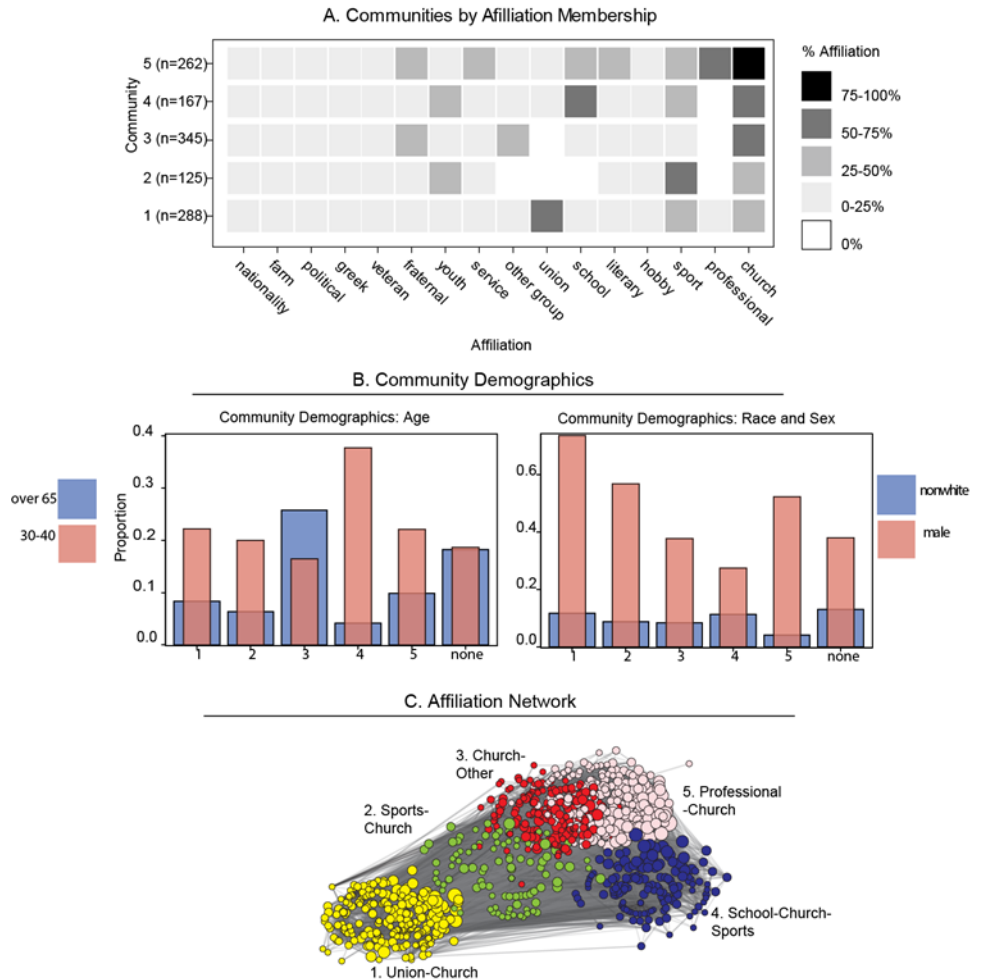 A. Communities by Afilliation Membership
Community
5 (n=262)
4 (n=167)
3 (n=345)
2 (n=125)
1 (n=288)
nationality
farm
political
greek
veteran
fraternal
youth
service
other group
union
school
literary
hobby
sport
professional
church
Affiliation
% Affiliation
75-100%
50-75%
25-50%
0-25%
0%
B. Community Demographics
Community Demographics: Age
over 65
30-40
Proportion
0.4
0.3
0.2
0.1
0.0
1 2 3 4 5 none
Community Demographics: Race and Sex
0.6
0.4
0.2
0.0
1 2 3 4 5 none
nonwhite
male
C. Affiliation Network
3. Church-
Other
5. Professional
-Church
2. Sports-
Church
4. School-Church-
Sports
1. Union-Church